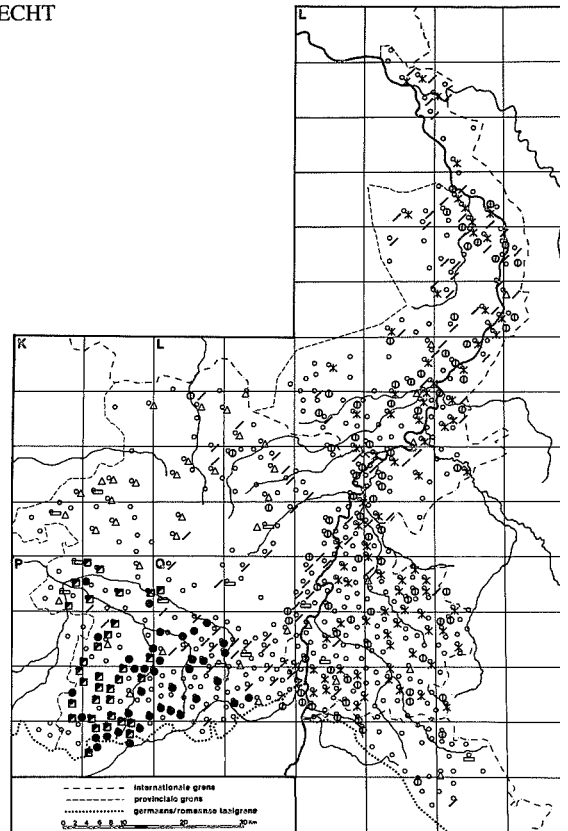 ECHT
L
K L
P Q
internationale grens
provinciale grens
germaans/romaanse taalgrens
0 2 4 6 8 10 20 30 Km